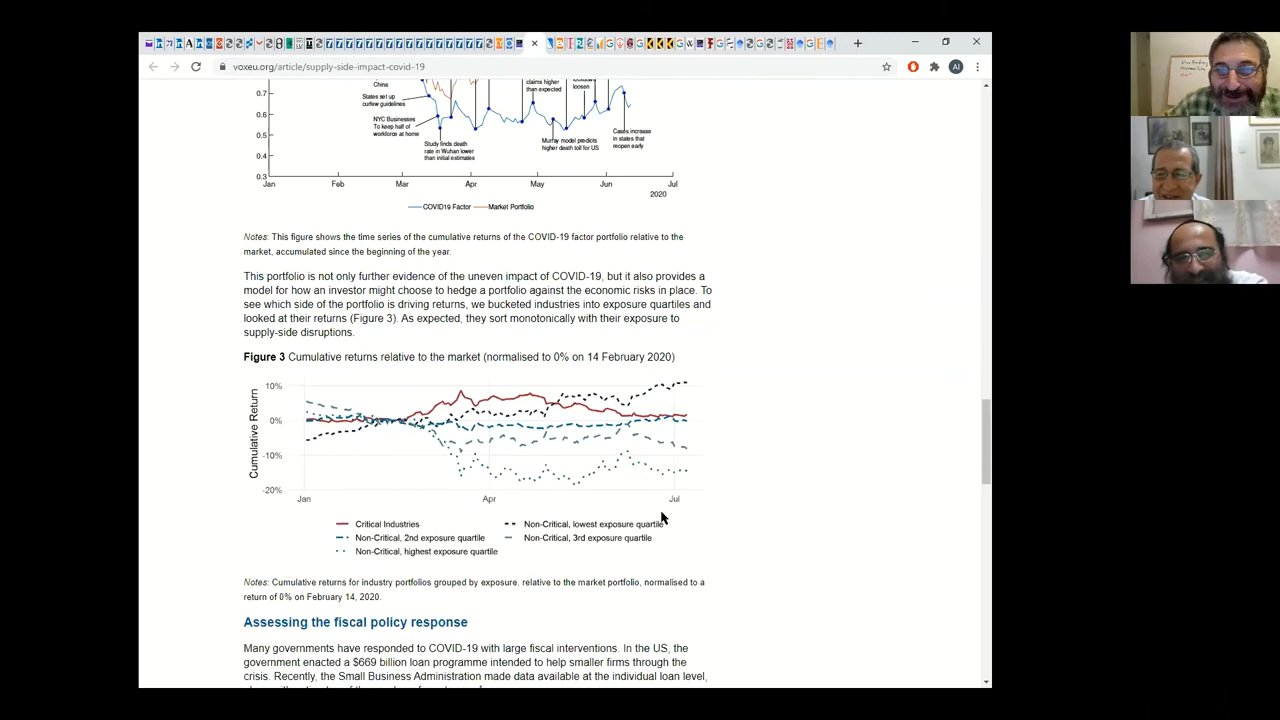 voxeu.org/article/supply-side-impact-covid-19
AI
China
claims higher
than expected
loosen
0.7
States set up
curfew guidelines
0.6
NYC Businesses
To keep half of
workforce at home
0.5
Study finds death
rate in Wuhan lower
than initial estimates
Murray model predicts
higher death toll for US
Cases increase
in states that
reopen early
0.4
0.3
Jan Feb Mar Apr May Jun Jul
2020
COVID19 Factor Market Portfolio
Notes: This figure shows the time series of the cumulative returns of the COVID-19 factor portfolio relative to the
market, accumulated since the beginning of the year.
This portfolio is not only further evidence of the uneven impact of COVID-19, but it also provides a
model for how an investor might choose to hedge a portfolio against the economic risks in place. To
see which side of the portfolio is driving returns, we bucketed industries into exposure quartiles and
looked at their returns (Figure 3). As expected, they sort monotonically with their exposure to
supply-side disruptions.
Figure 3 Cumulative returns relative to the market (normalised to 0% on 14 February 2020)
Cumulative Return
10%
0%
-10%
-20%
Jan Apr Jul
Critical Industries
Non-Critical, lowest exposure quartile
Non-Critical, 2nd exposure quartile
Non-Critical, 3rd exposure quartile
Non-Critical, highest exposure quartile
Notes: Cumulative returns for industry portfolios grouped by exposure, relative to the market portfolio, normalised to a
return of 0% on February 14, 2020.
Assessing the fiscal policy response
Many governments have responded to COVID-19 with large fiscal interventions. In the US, the
government enacted a $669 billion loan programme intended to help smaller firms through the
crisis. Recently, the Small Business Administration made data available at the individual loan level,